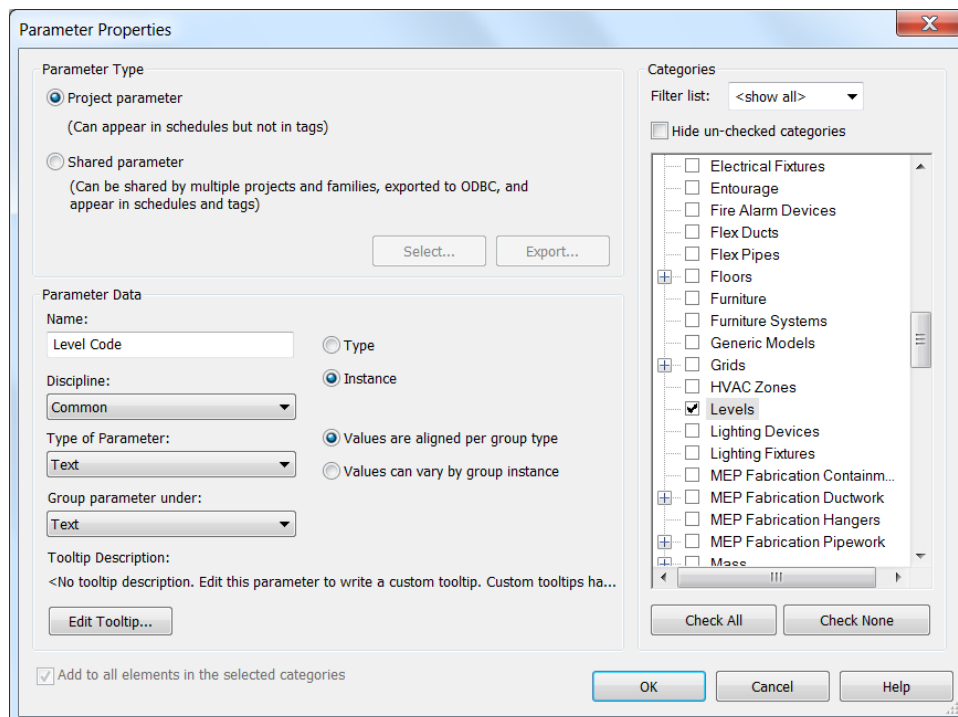 Parameter Properties
Parameter Type
Project parameter
(Can appear in schedules but not in tags)
Shared parameter
(Can be shared by multiple projects and families, exported to ODBC, and
appear in schedules and tags)
Select...
Export...
Parameter Data
Name:
Level Code
Type
Discipline:
Instance
Common
Type of Parameter:
Values are aligned per group type
Text
Values can vary by group instance
Group parameter under:
Text
Tooltip Description:
<No tooltip description. Edit this parameter to write a custom tooltip. Custom tooltips ha...
Edit Tooltip...
Add to all elements in the selected categories
Categories
Filter list:
<show all>
Hide un-checked categories
Electrical Fixtures
Entourage
Fire Alarm Devices
Flex Ducts
Flex Pipes
Floors
Furniture
Furniture Systems
Generic Models
Grids
HVAC Zones
Levels
Lighting Devices
Lighting Fixtures
MEP Fabrication Containm...
MEP Fabrication Ductwork
MEP Fabrication Hangers
MEP Fabrication Pipework
Mass
Check All
Check None
OK
Cancel
Help